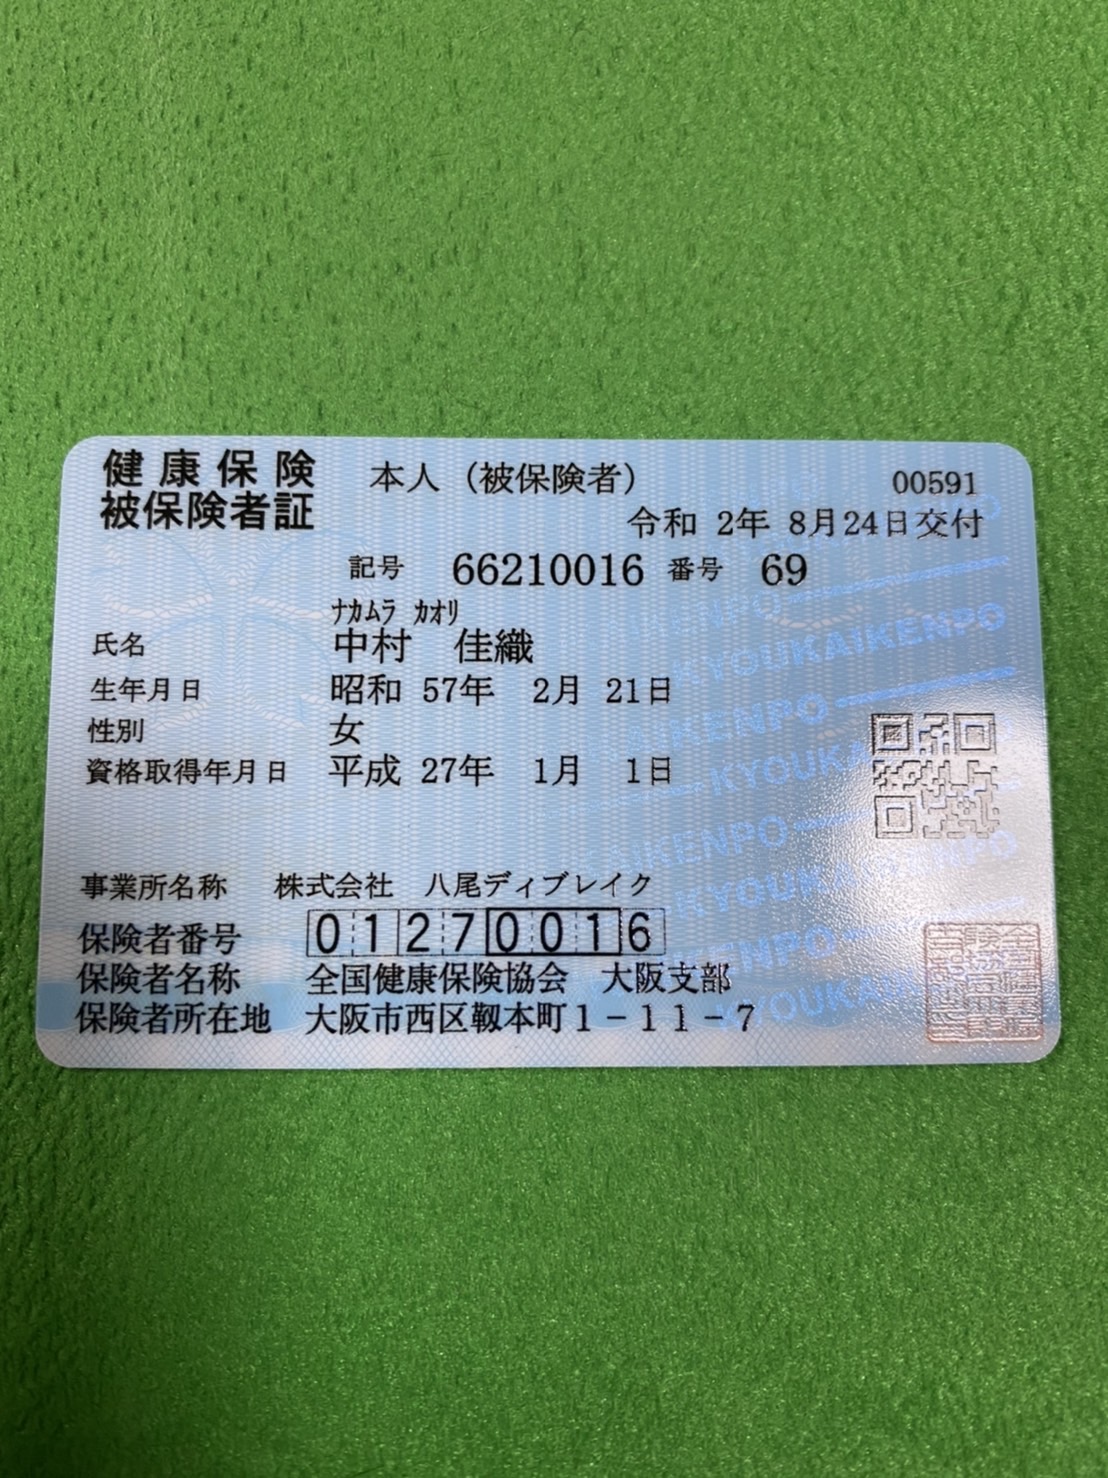 健康保険 本人（被保険者） 00591
被保険者証
令和 2年 8月24日交付
記号 66210016 番号 69
ﾅｶﾑﾗ ｶｵﾘ
氏名 中村 佳織
生年月日 昭和 57年 2月 21日
性別 女
資格取得年月日 平成 27年 1月 1日
事業所名称 株式会社 八尾ディブレイク
保険者番号 01270016
保険者名称 全国健康保険協会 大阪支部
保険者所在地 大阪市西区靱本町1－11－7
KYOUKAIKENPO